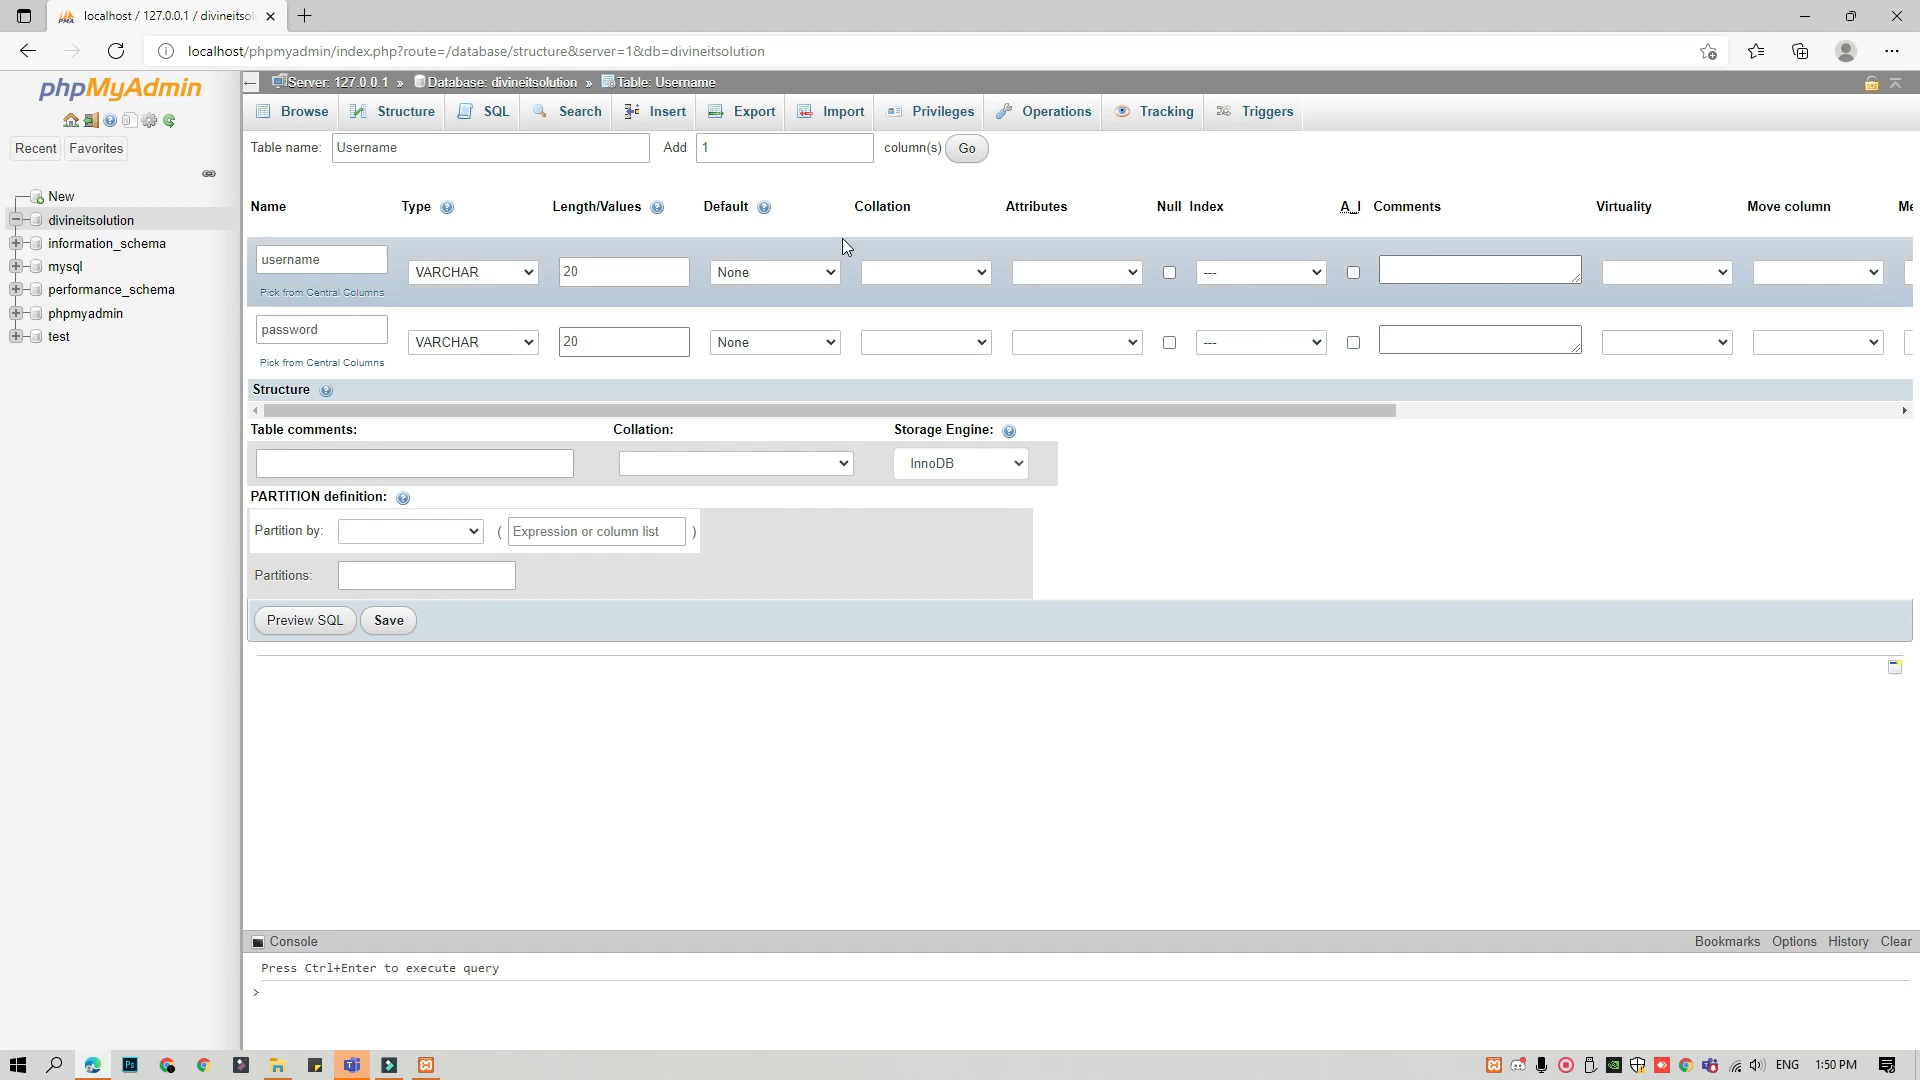 localhost / 127.0.0.1 / divineitsol
localhost/phpmyadmin/index.php?route=/database/structure&server=1&db=divineitsolution
phpMyAdmin
Recent Favorites
New
divineitsolution
information_schema
mysql
performance_schema
phpmyadmin
test
Server: 127.0.0.1 » Database: divineitsolution » Table: Username
Browse Structure SQL Search Insert Export Import Privileges Operations Tracking Triggers
Table name: Username Add 1 column(s) Go
Name Type Length/Values Default Collation Attributes Null Index A_I Comments Virtuality Move column Me
username VARCHAR 20 None ---
Pick from Central Columns
password VARCHAR 20 None ---
Pick from Central Columns
Structure
Table comments: Collation: Storage Engine:
InnoDB
PARTITION definition:
Partition by: ( Expression or column list )
Partitions:
Preview SQL Save
Console Bookmarks Options History Clear
Press Ctrl+Enter to execute query
>
ENG 1:50 PM